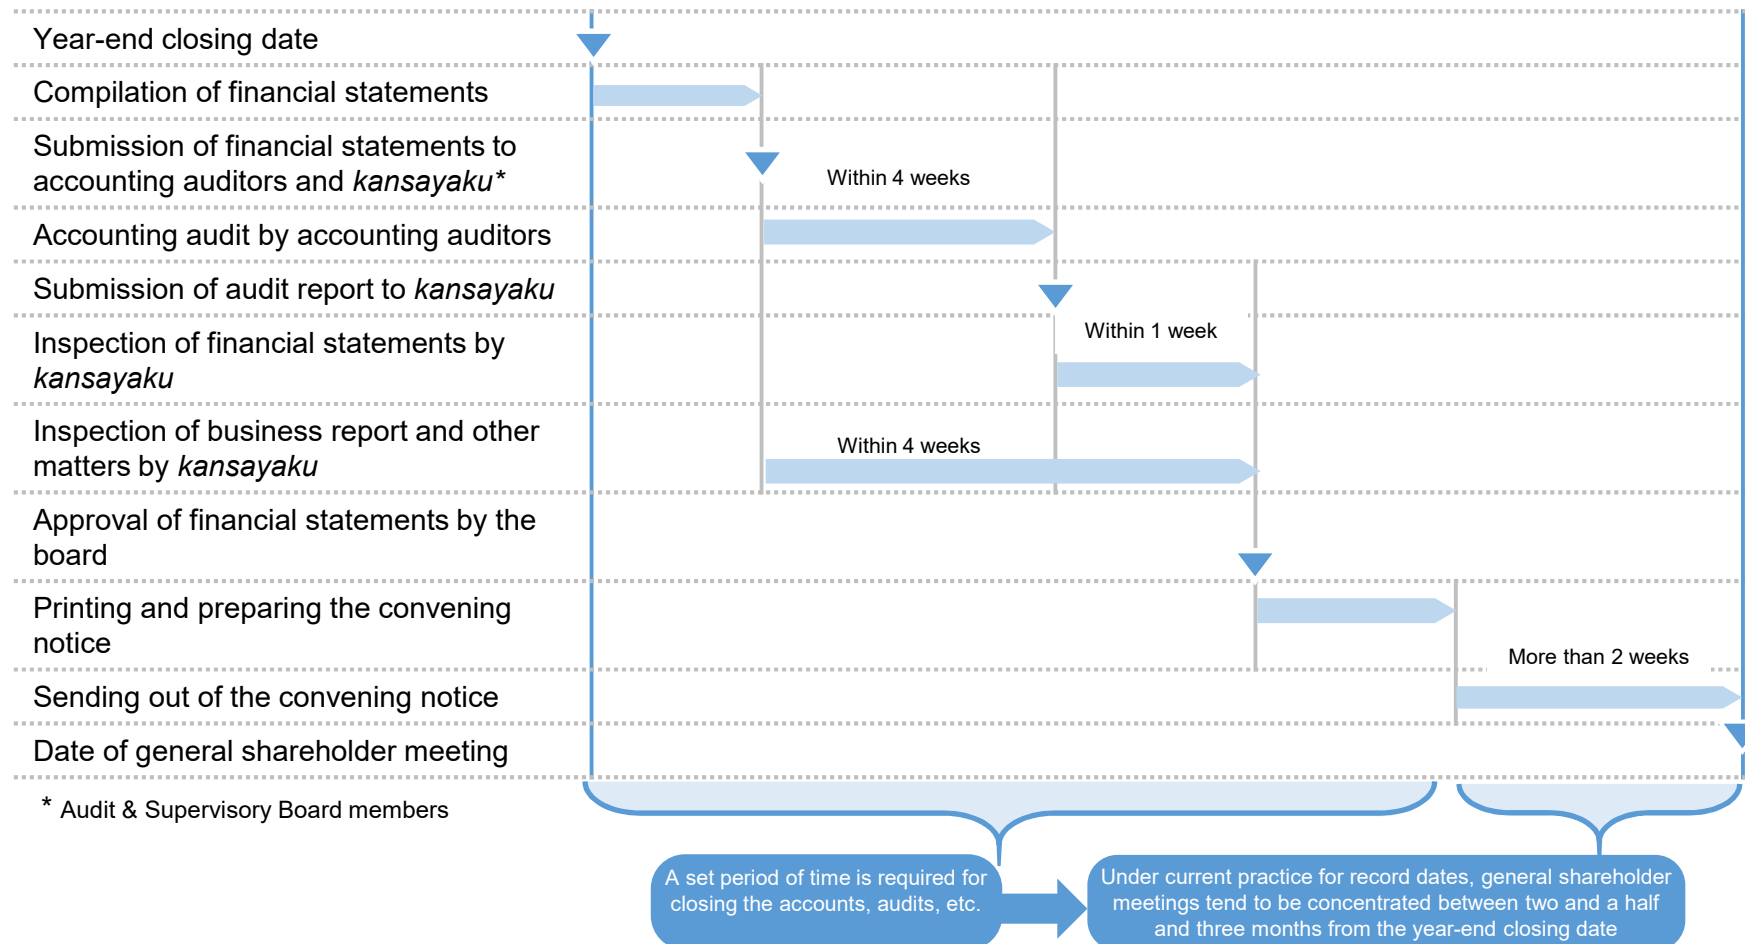 Year-end closing date
Compilation of financial statements
Submission of financial statements to
accounting auditors and kansayaku*
Within 4 weeks
Accounting audit by accounting auditors
Submission of audit report to kansayaku
Inspection of financial statements by
kansayaku
Within 1 week
Inspection of business report and other
matters by kansayaku
Within 4 weeks
Approval of financial statements by the
board
Printing and preparing the convening
notice
More than 2 weeks
Sending out of the convening notice
Date of general shareholder meeting
* Audit & Supervisory Board members
A set period of time is required for
closing the accounts, audits, etc.
Under current practice for record dates, general shareholder
meetings tend to be concentrated between two and a half
and three months from the year-end closing date